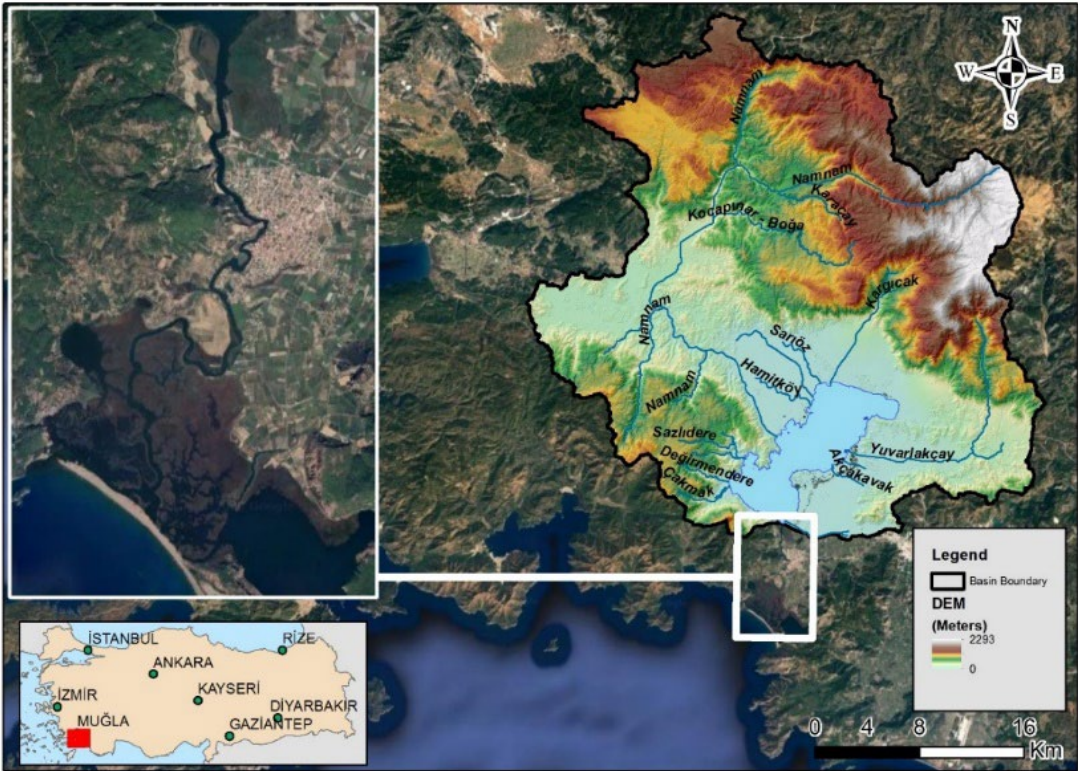 N
W E
S
Namnam
Namnam
Karaçay
Kocapınar - Boğa
Kargıcak
Namnam
Sarıöz
Hamitköy
Namnam
Sazlıdere
Değirmendere
Çakmak
Yuvarlakçay
Akçakavak
Legend
Basin Boundary
DEM
(Meters)
2293
0
İSTANBUL
RİZE
ANKARA
İZMİR
KAYSERİ
DİYARBAKIR
MUĞLA
GAZİANTEP
0 4 8 16
Km